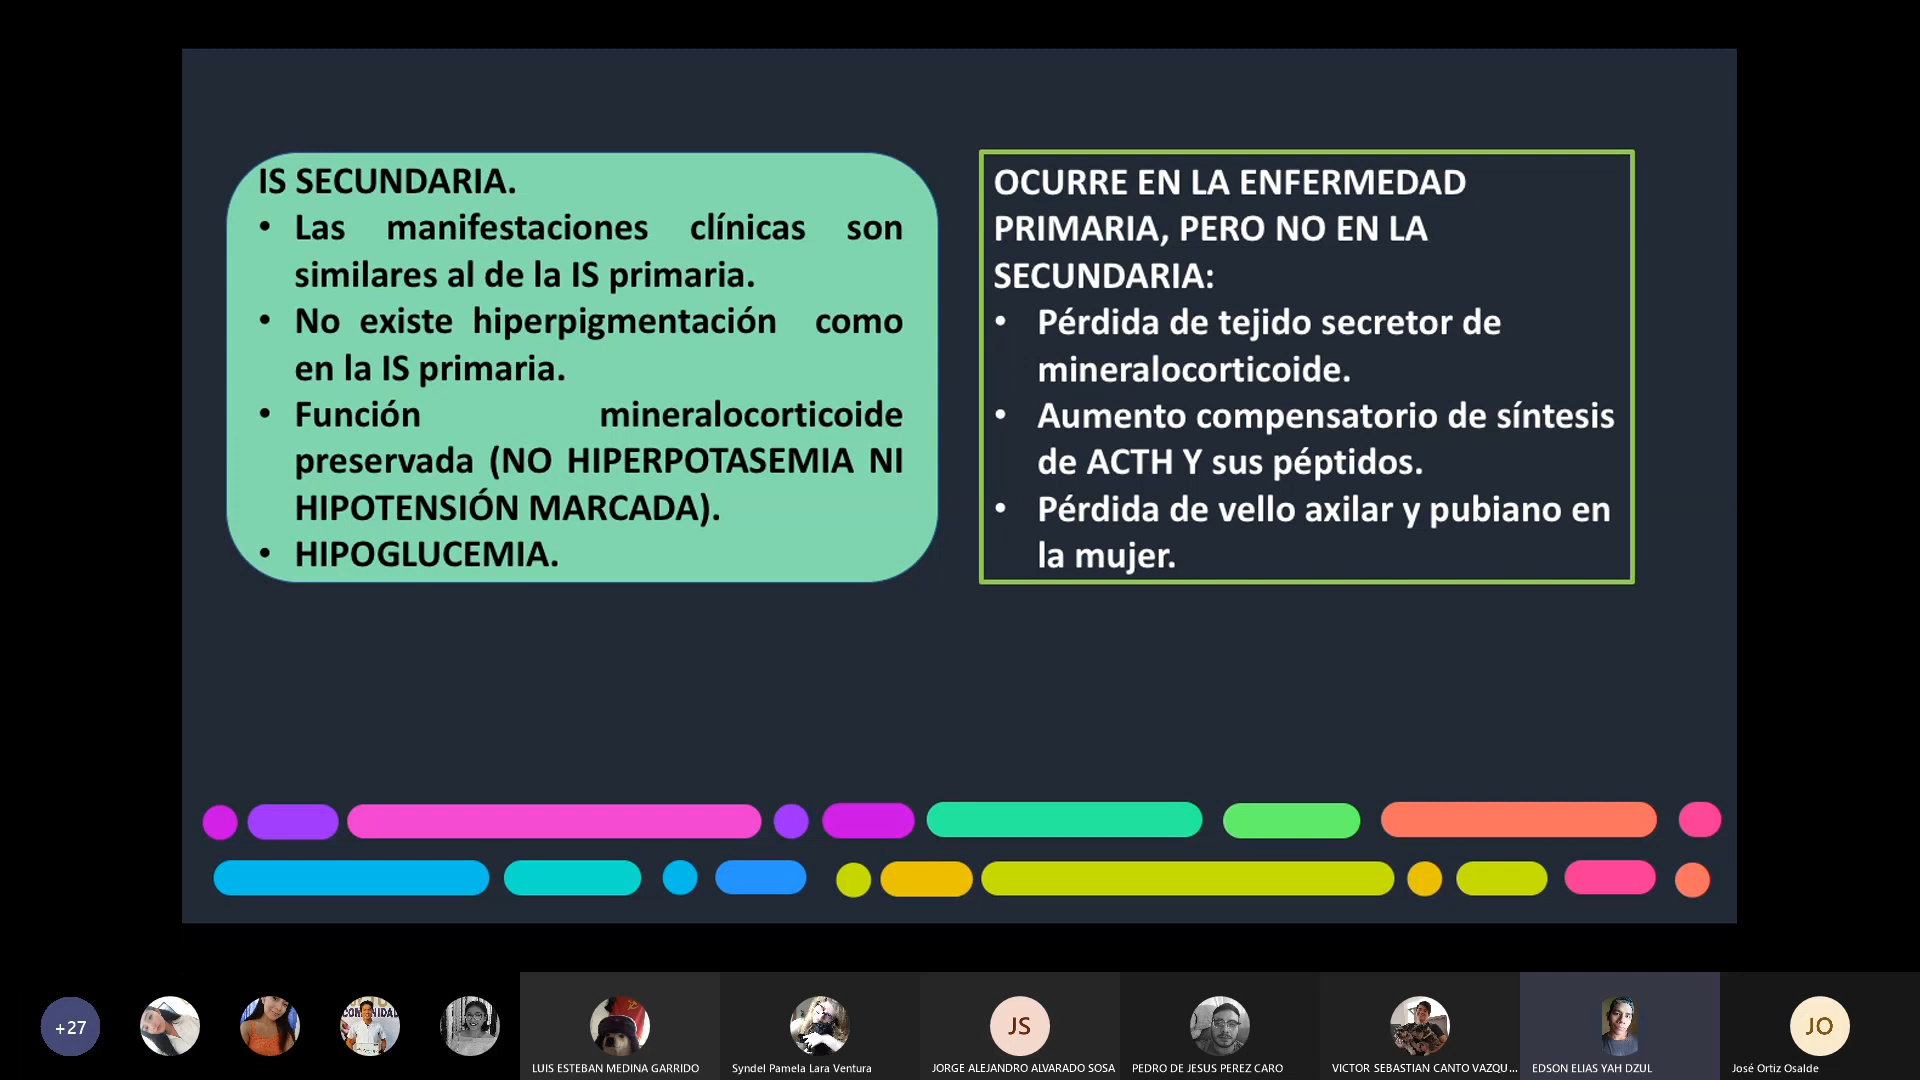 IS SECUNDARIA.
• Las manifestaciones clínicas son
similares al de la IS primaria.
• No existe hiperpigmentación como
en la IS primaria.
• Función mineralocorticoide
preservada (NO HIPERPOTASEMIA NI
HIPOTENSIÓN MARCADA).
• HIPOGLUCEMIA.
OCURRE EN LA ENFERMEDAD
PRIMARIA, PERO NO EN LA
SECUNDARIA:
• Pérdida de tejido secretor de
mineralocorticoide.
• Aumento compensatorio de síntesis
de ACTH Y sus péptidos.
• Pérdida de vello axilar y pubiano en
la mujer.
+27
COMUNIDAD
LUIS ESTEBAN MEDINA GARRIDO
Syndel Pamela Lara Ventura
JS
JORGE ALEJANDRO ALVARADO SOSA
PEDRO DE JESUS PEREZ CARO
VICTOR SEBASTIAN CANTO VAZQU...
EDSON ELIAS YAH DZUL
JO
José Ortiz Osalde